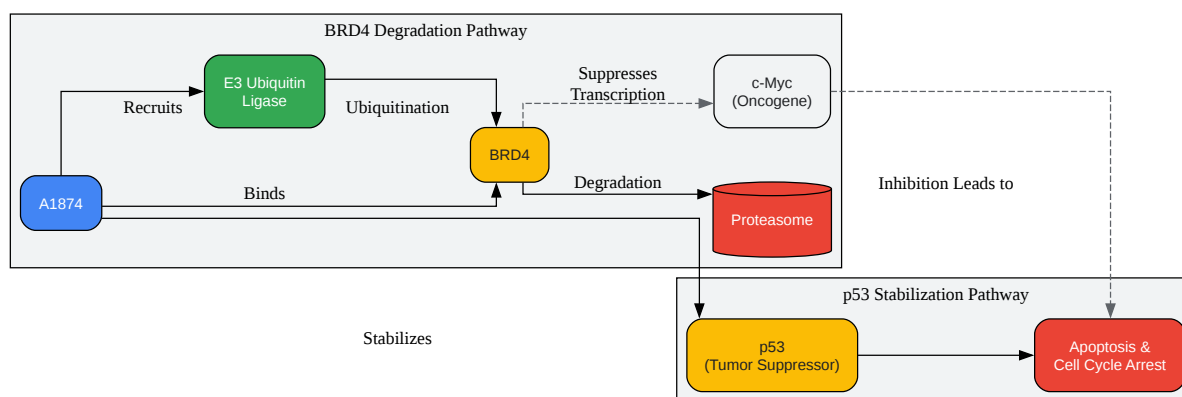 BRD4 Degradation Pathway
E3 Ubiquitin
Ligase
Recruits
Ubiquitination
Suppresses
Transcription
c-Myc
(Oncogene)
BRD4
A1874
Binds
Degradation
Proteasome
Inhibition Leads to
p53 Stabilization Pathway
Stabilizes
p53
(Tumor Suppressor)
Apoptosis &
Cell Cycle Arrest